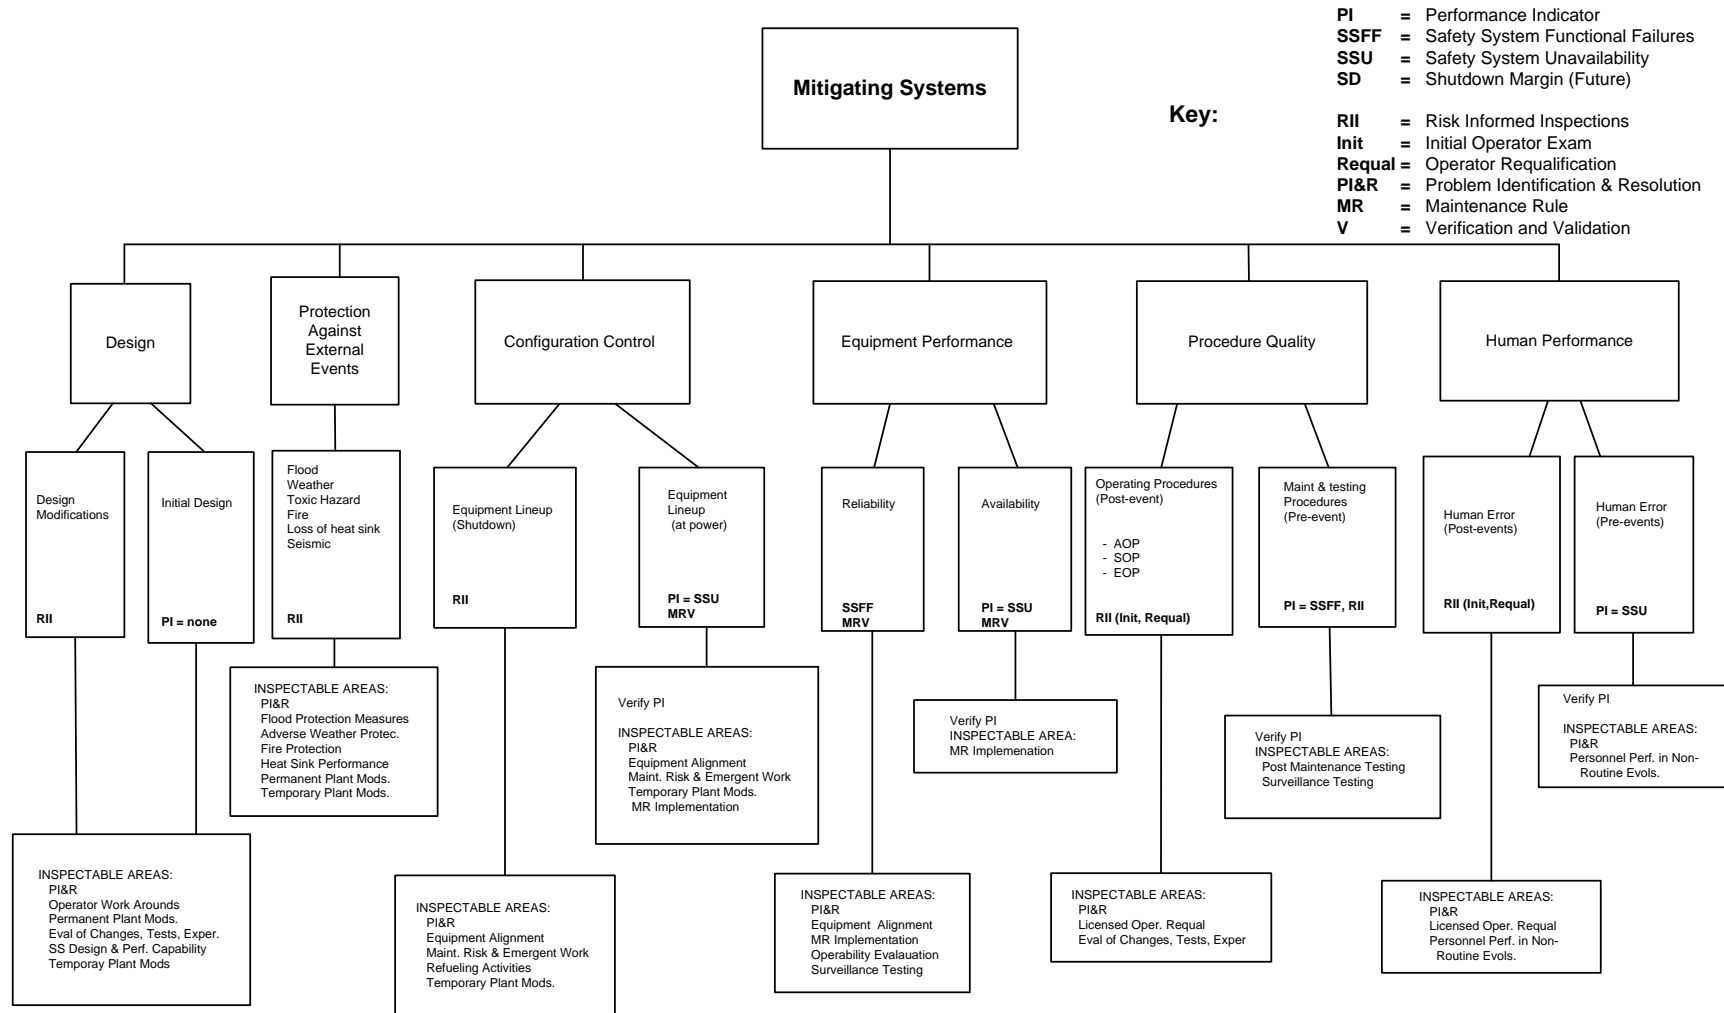 PI = Performance Indicator
SSFF = Safety System Functional Failures
SSU = Safety System Unavailability
SD = Shutdown Margin (Future)
Mitigating Systems
Key:
RII = Risk Informed Inspections
Init = Initial Operator Exam
Requal = Operator Requalification
PI&R = Problem Identification & Resolution
MR = Maintenance Rule
V = Verification and Validation
Design
Protection
Against
External
Events
Configuration Control
Equipment Performance
Procedure Quality
Human Performance
Design
Modifications
RII
Initial Design
PI = none
Flood
Weather
Toxic Hazard
Fire
Loss of heat sink
Seismic
RII
Equipment Lineup
(Shutdown)
RII
Equipment
Lineup
(at power)
PI = SSU
MRV
Reliability
SSFF
MRV
Availability
PI = SSU
MRV
Operating Procedures
(Post-event)
- AOP
- SOP
- EOP
RII (Init, Requal)
Maint & testing
Procedures
(Pre-event)
PI = SSFF, RII
Human Error
(Post-events)
RII (Init,Requal)
Human Error
(Pre-events)
PI = SSU
INSPECTABLE AREAS:
PI&R
Operator Work Arounds
Permanent Plant Mods.
Eval of Changes, Tests, Exper.
SS Design & Perf. Capability
Temporay Plant Mods
INSPECTABLE AREAS:
PI&R
Flood Protection Measures
Adverse Weather Protec.
Fire Protection
Heat Sink Performance
Permanent Plant Mods.
Temporary Plant Mods.
INSPECTABLE AREAS:
PI&R
Equipment Alignment
Maint. Risk & Emergent Work
Refueling Activities
Temporary Plant Mods.
Verify PI
INSPECTABLE AREAS:
PI&R
Equipment Alignment
Maint. Risk & Emergent Work
Temporary Plant Mods.
MR Implementation
INSPECTABLE AREAS:
PI&R
Equipment Alignment
MR Implementation
Operability Evalauation
Surveillance Testing
Verify PI
INSPECTABLE AREA:
MR Implemenation
INSPECTABLE AREAS:
PI&R
Licensed Oper. Requal
Eval of Changes, Tests, Exper
Verify PI
INSPECTABLE AREAS:
Post Maintenance Testing
Surveillance Testing
INSPECTABLE AREAS:
PI&R
Licensed Oper. Requal
Personnel Perf. in Non-
Routine Evols.
Verify PI
INSPECTABLE AREAS:
PI&R
Personnel Perf. in Non-
Routine Evols.